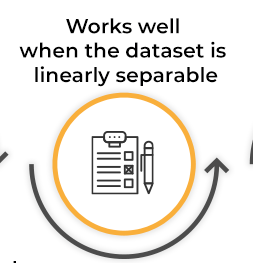 Works well
when the dataset is
linearly separable